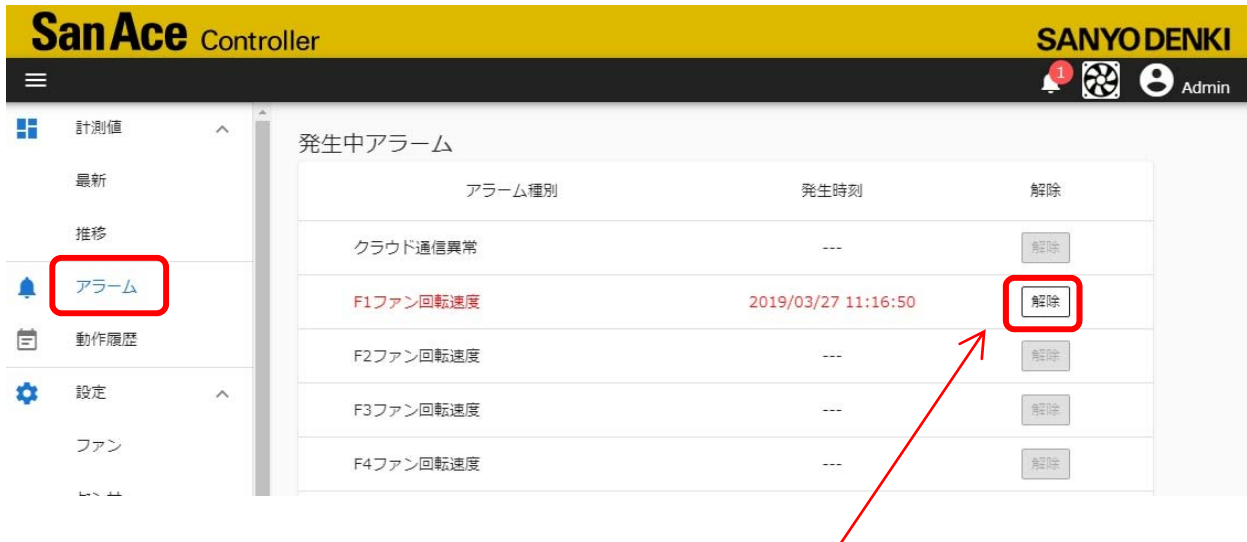 San Ace Controller
SANYO DENKI
1
Admin
計測値
最新
推移
アラーム
動作履歴
設定
ファン
発生中アラーム
アラーム種別 発生時刻 解除
クラウド通信異常 --- 解除
F1ファン回転速度 2019/03/27 11:16:50 解除
F2ファン回転速度 --- 解除
F3ファン回転速度 --- 解除
F4ファン回転速度 --- 解除